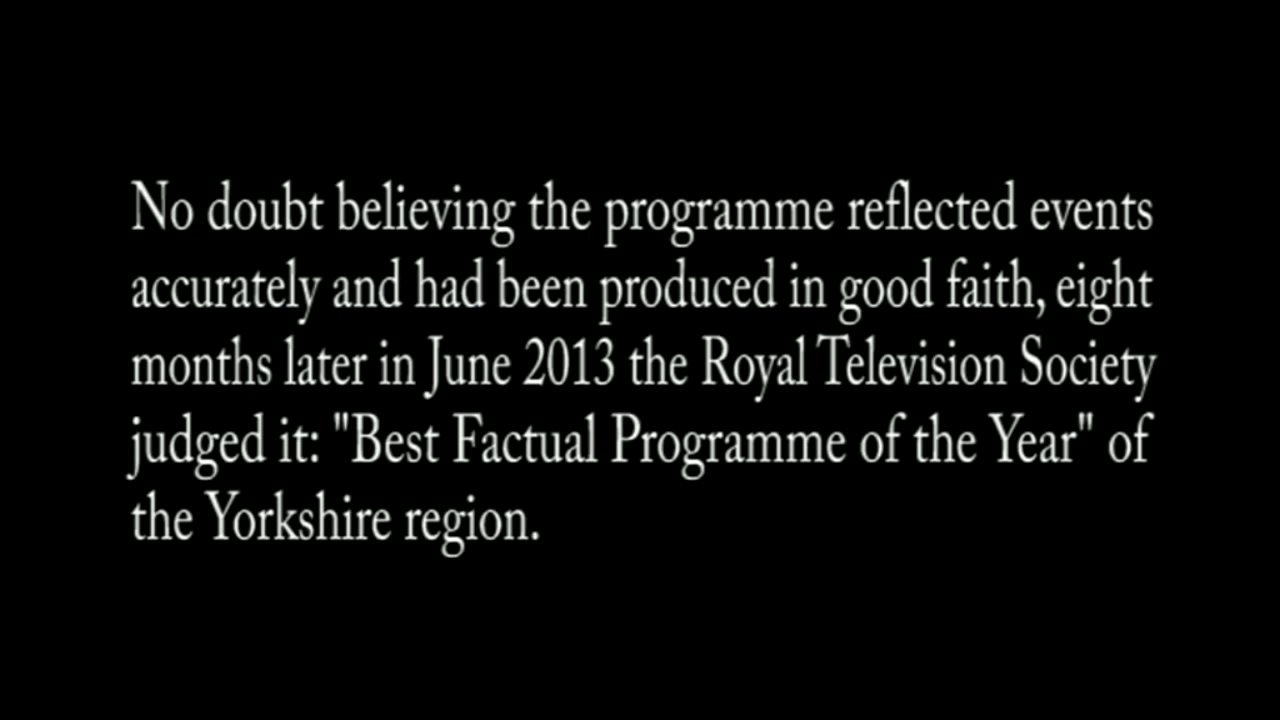 No doubt believing the programme reflected events
accurately and had been produced in good faith, eight
months later in June 2013 the Royal Television Society
judged it: "Best Factual Programme of the Year" of
the Yorkshire region.